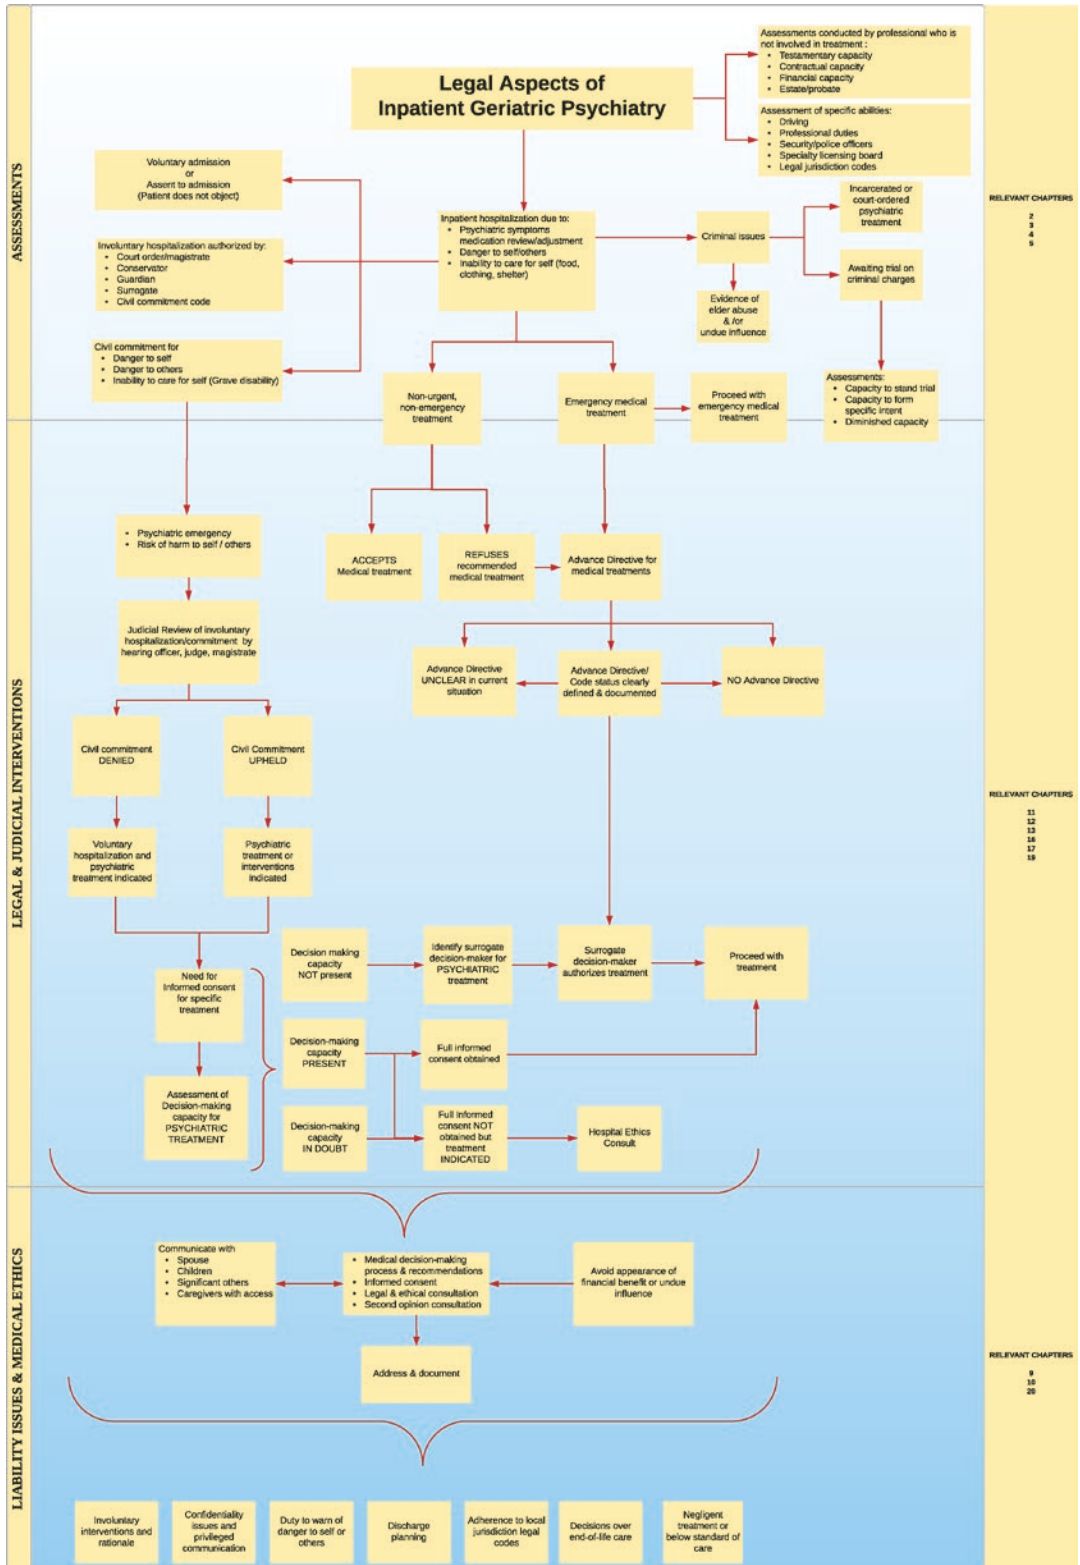 Legal Aspects of
Inpatient Geriatric Psychiatry
Assessments conducted by professional who is
not involved in treatment :
• Testamentary capacity
• Contractual capacity
• Financial capacity
• Estate/probate
Assessment of specific abilities:
• Driving
• Professional duties
• Security/police officers
• Specialty licensing board
• Legal jurisdiction codes
ASSESSMENTS
Voluntary admission
or
Assent to admission
(Patient does not object)
Involuntary hospitalization authorized by:
• Court order/magistrate
• Conservator
• Guardian
• Surrogate
• Civil commitment code
Civil commitment for
• Danger to self
• Danger to others
• Inability to care for self (Grave disability)
Inpatient hospitalization due to:
• Psychiatric symptoms
medication review/adjustment
• Danger to self/others
• Inability to care for self (food,
clothing, shelter)
Criminal issues
Incarcerated or
court-ordered
psychiatric
treatment
Awaiting trial on
criminal charges
Evidence of
elder abuse
& /or
undue influence
Assessments:
• Capacity to stand trial
• Capacity to form
specific intent
• Diminished capacity
Non-urgent,
non-emergency
treatment
Emergency medical
treatment
Proceed with
emergency medical
treatment
RELEVANT CHAPTERS
2
3
4
5
LEGAL & JUDICIAL INTERVENTIONS
• Psychiatric emergency
• Risk of harm to self / others
ACCEPTS
Medical treatment
REFUSES
recommended
medical treatment
Advance Directive for
medical treatments
Judicial Review of involuntary
hospitalization/commitment by
hearing officer, judge, magistrate
Advance Directive
UNCLEAR in current
situation
Advance Directive/
Code status clearly
defined & documented
NO Advance Directive
Civil commitment
DENIED
Civil Commitment
UPHELD
Voluntary
hospitalization and
psychiatric
treatment indicated
Psychiatric
treatment or
interventions
indicated
Need for
Informed consent
for specific
treatment
Assessment of
Decision-making
capacity for
PSYCHIATRIC
TREATMENT
Decision making
capacity
NOT present
Identify surrogate
decision-maker for
PSYCHIATRIC
treatment
Surrogate
decision-maker
authorizes treatment
Proceed with
treatment
Decision-making
capacity
PRESENT
Full informed
consent obtained
Decision-making
capacity
IN DOUBT
Full Informed
consent NOT
obtained but
treatment
INDICATED
Hospital Ethics
Consult
RELEVANT CHAPTERS
11
12
13
16
17
19
LIABILITY ISSUES & MEDICAL ETHICS
Communicate with
• Spouse
• Children
• Significant others
• Caregivers with access
• Medical decision-making
process & recommendations
• Informed consent
• Legal & ethical consultation
• Second opinion consultation
Avoid appearance of
financial benefit or undue
influence
Address & document
RELEVANT CHAPTERS
9
10
20
Involuntary
interventions and
rationale
Confidentiality
issues and
privileged
communication
Duty to warn of
danger to self or
others
Discharge
planning
Adherence to local
jurisdiction legal
codes
Decisions over
end-of-life care
Negligent
treatment or
below standard of
care